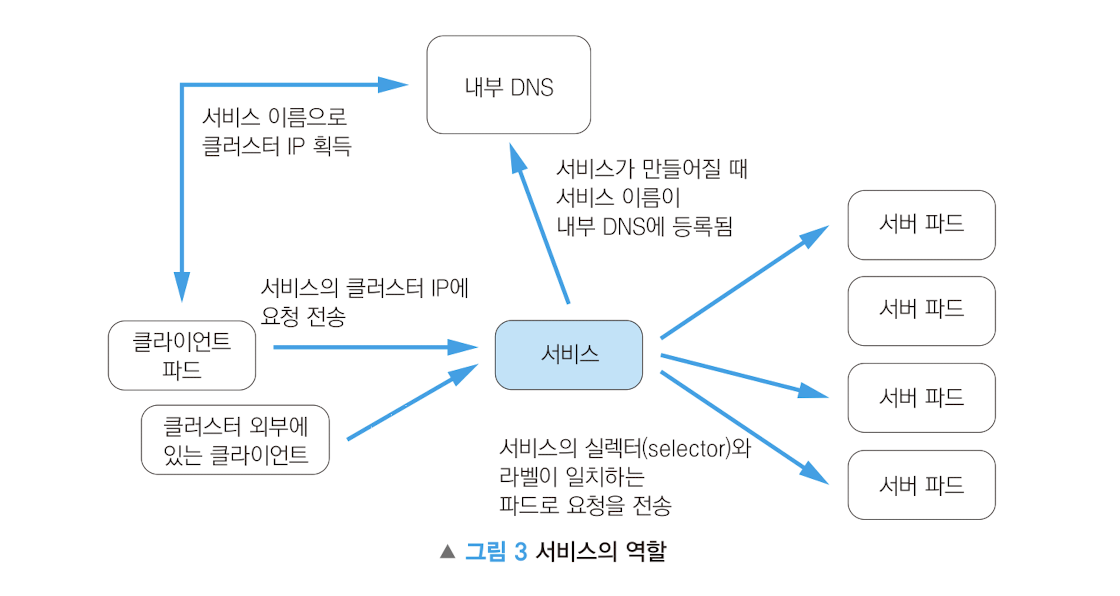 내부 DNS
서비스 이름으로
클러스터 IP 획득
서비스가 만들어질 때
서비스 이름이
내부 DNS에 등록됨
서비스의 클러스터 IP에
요청 전송
클라이언트
파드
클러스터 외부에
있는 클라이언트
서비스
서버 파드
서버 파드
서버 파드
서버 파드
서비스의 실렉터(selector)와
라벨이 일치하는
파드로 요청을 전송
▲ 그림 3 서비스의 역할